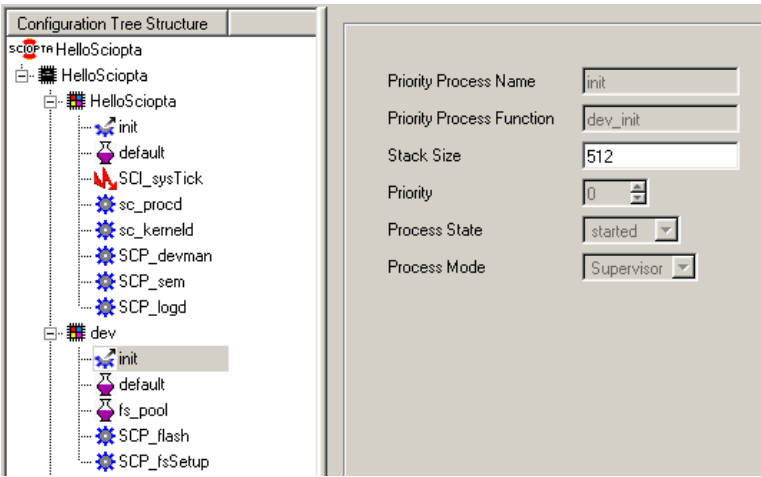 Configuration Tree Structure
SCIOPTA HelloSciopta
HelloSciopta
HelloSciopta
init
default
SCI_sysTick
sc_procd
sc_kerneld
SCP_devman
SCP_sem
SCP_logd
dev
init
default
fs_pool
SCP_flash
SCP_fsSetup
Priority Process Name init
Priority Process Function dev_init
Stack Size 512
Priority 0
Process State started
Process Mode Supervisor